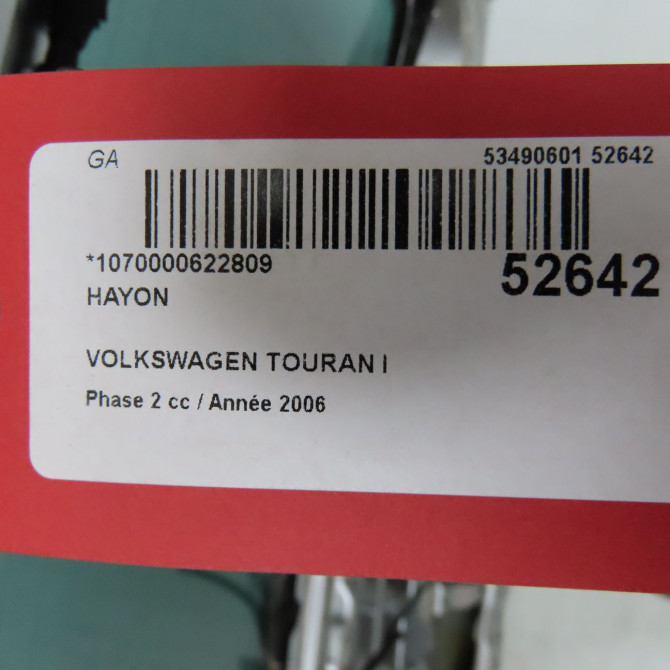 GA 53490601 52642
*1070000622809 52642
HAYON
VOLKSWAGEN TOURAN I
Phase 2 cc / Année 2006